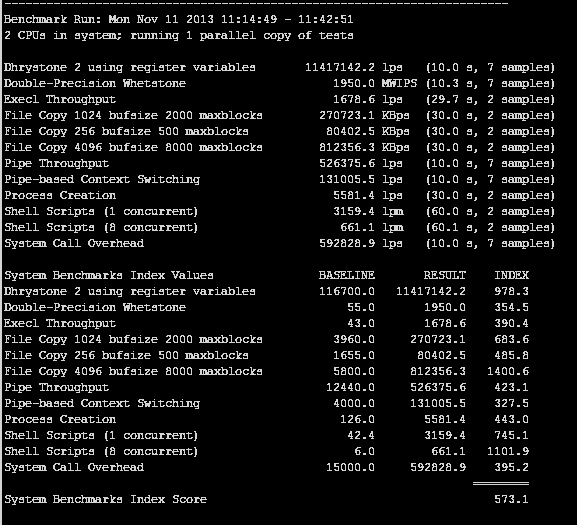 Benchmark Run: Mon Nov 11 2013 11:14:49 - 11:42:51
2 CPUs in system; running 1 parallel copy of tests
Dhrystone 2 using register variables 11417142.2 lps (10.0 s, 7 samples)
Double-Precision Whetstone 1950.0 MWIPS (10.3 s, 7 samples)
Execl Throughput 1678.6 lps (29.7 s, 2 samples)
File Copy 1024 bufsize 2000 maxblocks 270723.1 KBps (30.0 s, 2 samples)
File Copy 256 bufsize 500 maxblocks 80402.5 KBps (30.0 s, 2 samples)
File Copy 4096 bufsize 8000 maxblocks 812356.3 KBps (30.0 s, 2 samples)
Pipe Throughput 526375.6 lps (10.0 s, 7 samples)
Pipe-based Context Switching 131005.5 lps (10.0 s, 7 samples)
Process Creation 5581.4 lps (30.0 s, 2 samples)
Shell Scripts (1 concurrent) 3159.4 lpm (60.0 s, 2 samples)
Shell Scripts (8 concurrent) 661.1 lpm (60.1 s, 2 samples)
System Call Overhead 592828.9 lps (10.0 s, 7 samples)
System Benchmarks Index Values BASELINE RESULT INDEX
Dhrystone 2 using register variables 116700.0 11417142.2 978.3
Double-Precision Whetstone 55.0 1950.0 354.5
Execl Throughput 43.0 1678.6 390.4
File Copy 1024 bufsize 2000 maxblocks 3960.0 270723.1 683.6
File Copy 256 bufsize 500 maxblocks 1655.0 80402.5 485.8
File Copy 4096 bufsize 8000 maxblocks 5800.0 812356.3 1400.6
Pipe Throughput 12440.0 526375.6 423.1
Pipe-based Context Switching 4000.0 131005.5 327.5
Process Creation 126.0 5581.4 443.0
Shell Scripts (1 concurrent) 42.4 3159.4 745.1
Shell Scripts (8 concurrent) 6.0 661.1 1101.9
System Call Overhead 15000.0 592828.9 395.2
System Benchmarks Index Score 573.1